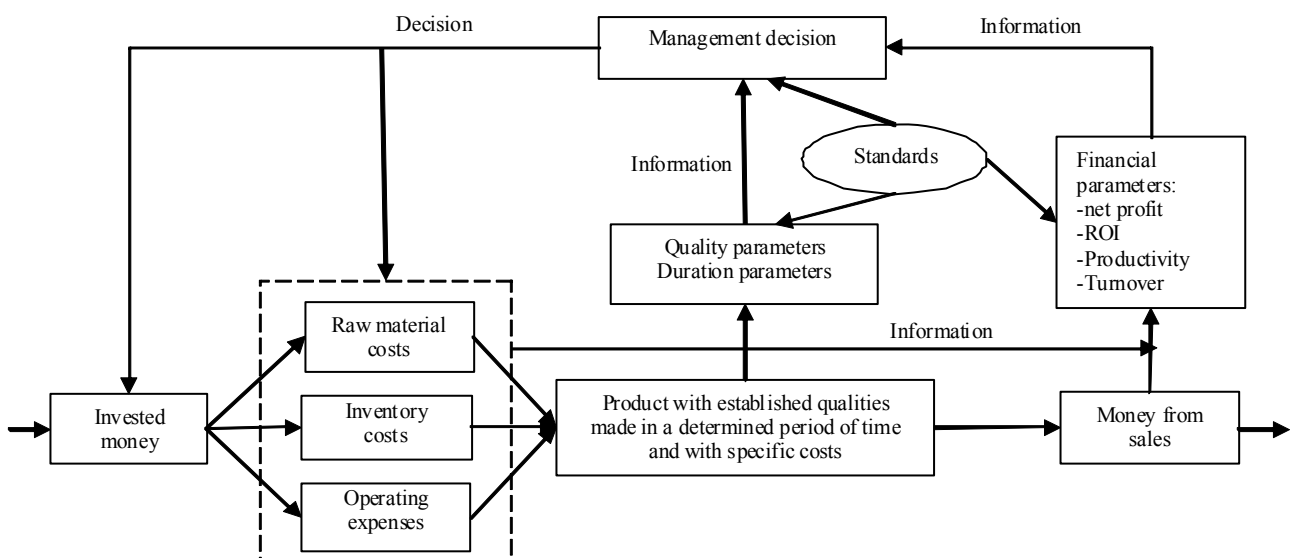 Decision
Management decision
Information
Information
Standards
Financial
parameters:
-net profit
-ROI
-Productivity
-Turnover
Quality parameters
Duration parameters
Raw material
costs
Information
Invested
money
Inventory
costs
Product with established qualities
made in a determined period of time
and with specific costs
Money from
sales
Operating
expenses